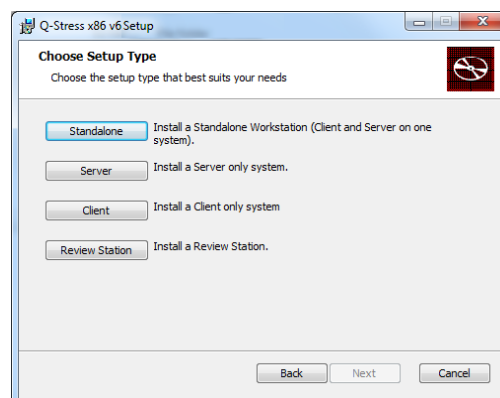 Q-Stress x86 v6 Setup
Choose Setup Type
Choose the setup type that best suits your needs
Standalone
Install a Standalone Workstation (Client and Server on one
system).
Server
Install a Server only system.
Client
Install a Client only system
Review Station
Install a Review Station.
Back
Next
Cancel